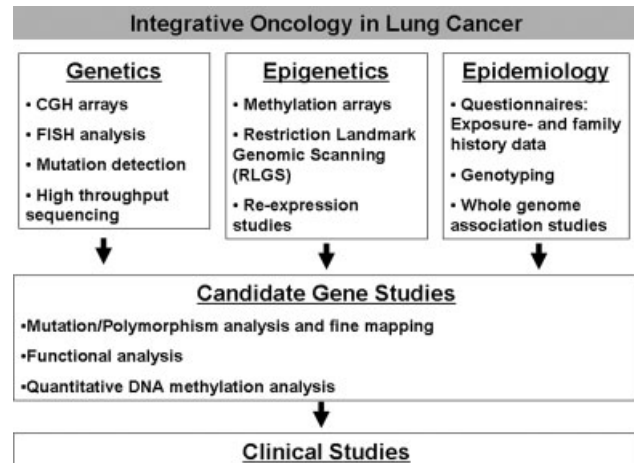 Integrative Oncology in Lung Cancer
Genetics
• CGH arrays
• FISH analysis
• Mutation detection
• High throughput
sequencing
Epigenetics
• Methylation arrays
• Restriction Landmark
Genomic Scanning
(RLGS)
• Re-expression
studies
Epidemiology
• Questionnaires:
Exposure- and family
history data
• Genotyping
• Whole genome
association studies
Candidate Gene Studies
•Mutation/Polymorphism analysis and fine mapping
•Functional analysis
•Quantitative DNA methylation analysis
Clinical Studies